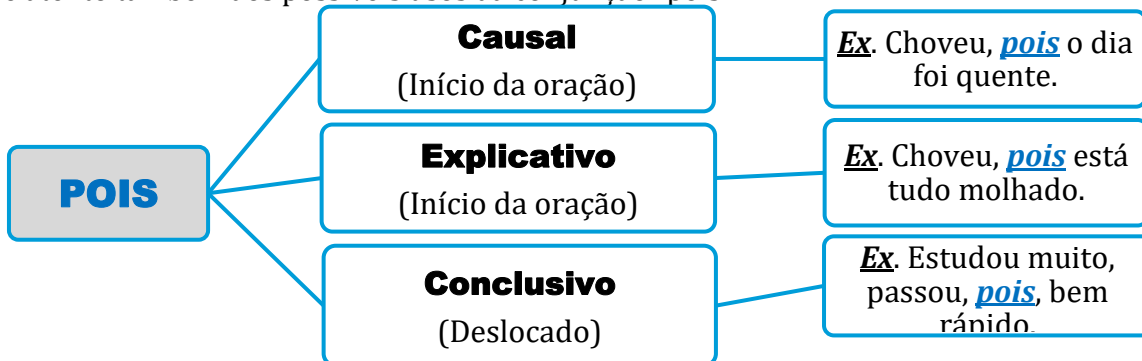 Causal
(Início da oração)
Ex. Choveu, pois o dia
foi quente.
POIS
Explicativo
(Início da oração)
Ex. Choveu, pois está
tudo molhado.
Conclusivo
(Deslocado)
Ex. Estudou muito,
passou, pois, bem
rápido.